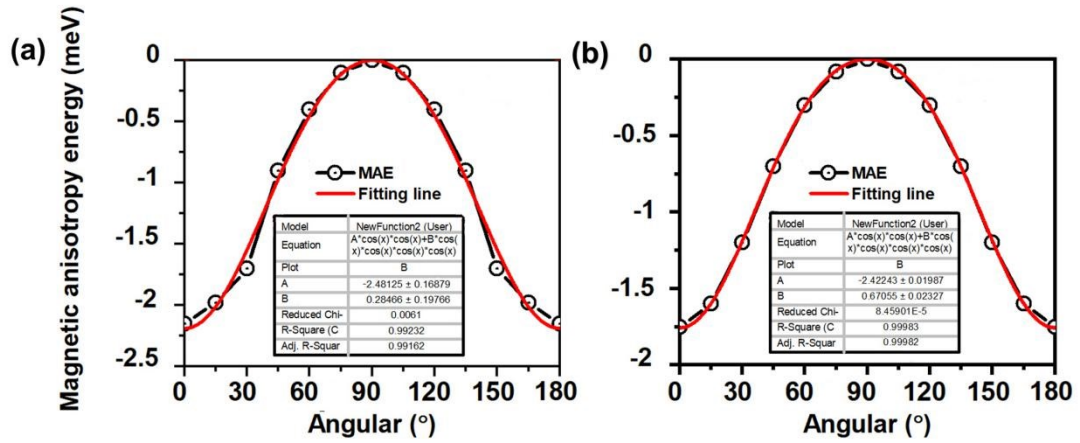 (a)
Magnetic anisotropy energy (meV)
0
-0.5
-1
-1.5
-2
-2.5
MAE
Fitting line
Model NewFunction2 (User)
Equation A*cos(x)*cos(x)+B*cos(
x)*cos(x)*cos(x)*cos(x)
Plot B
A -2.48125 ± 0.16879
B 0.28466 ± 0.19766
Reduced Chi- 0.0061
R-Square (C 0.99232
Adj. R-Squar 0.99162
0 30 60 90 120 150 180
Angular (°)
(b)
0
-0.5
-1
-1.5
-2
MAE
Fitting line
Model NewFunction2 (User)
Equation A*cos(x)*cos(x)+B*cos(
x)*cos(x)*cos(x)*cos(x)
Plot B
A -2.42243 ± 0.01987
B 0.67055 ± 0.02327
Reduced Chi- 8.45901E-5
R-Square (C 0.99983
Adj. R-Squar 0.99982
0 30 60 90 120 150 180
Angular (°)